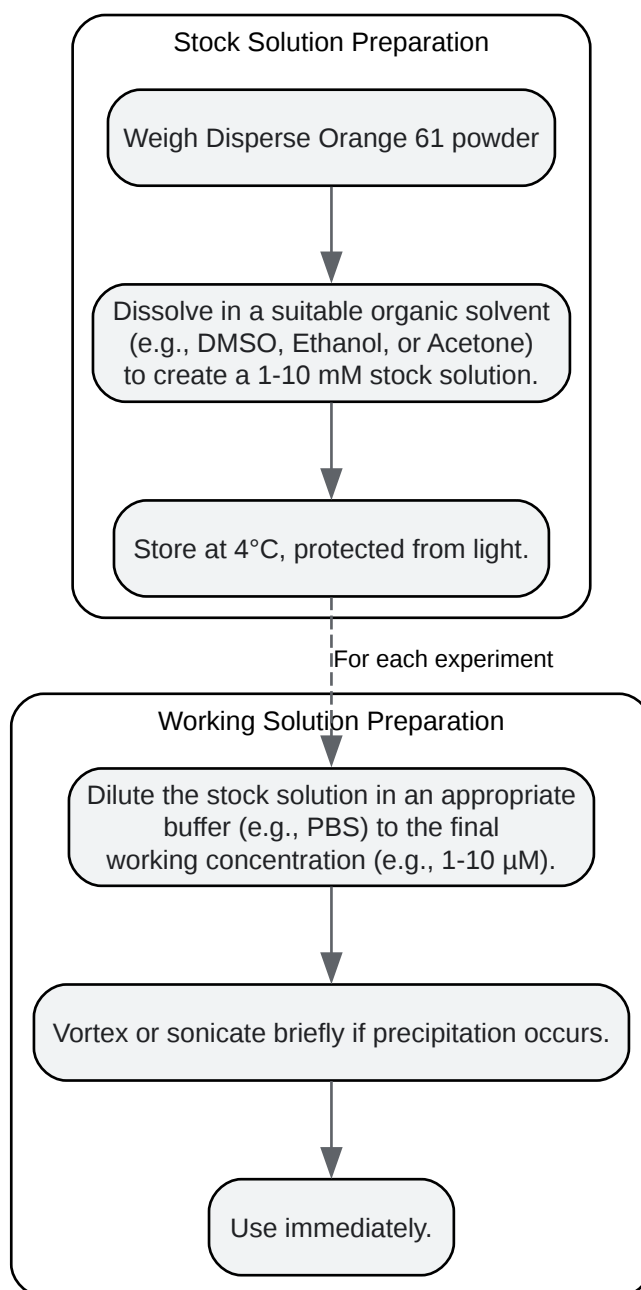 Stock Solution Preparation
Weigh Disperse Orange 61 powder
Dissolve in a suitable organic solvent
(e.g., DMSO, Ethanol, or Acetone)
to create a 1-10 mM stock solution.
Store at 4°C, protected from light.
For each experiment
Working Solution Preparation
Dilute the stock solution in an appropriate
buffer (e.g., PBS) to the final
working concentration (e.g., 1-10 µM).
Vortex or sonicate briefly if precipitation occurs.
Use immediately.